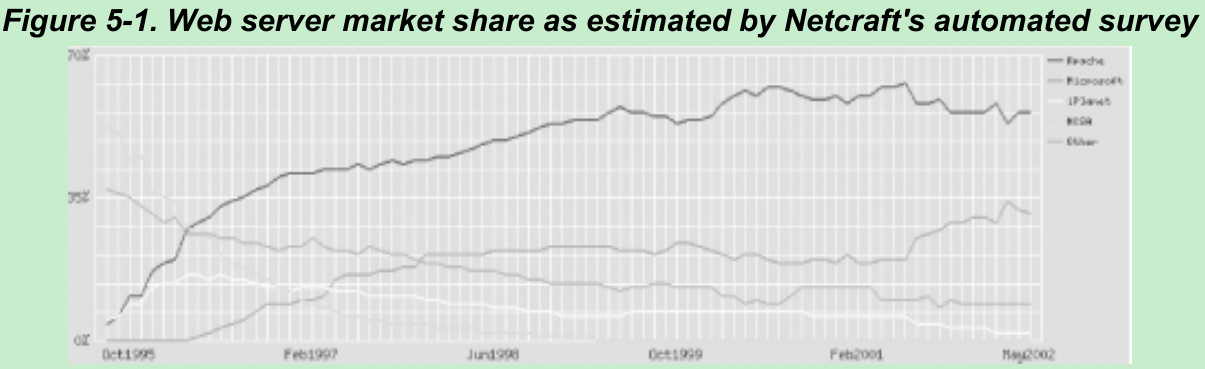 Figure 5-1. Web server market share as estimated by Netcraft's automated survey
70%
Apache
Microsoft
iPlanet
NCSA
Other
35%
0%
Oct1995 Feb1997 Jun1998 Oct1999 Feb2001 May2002